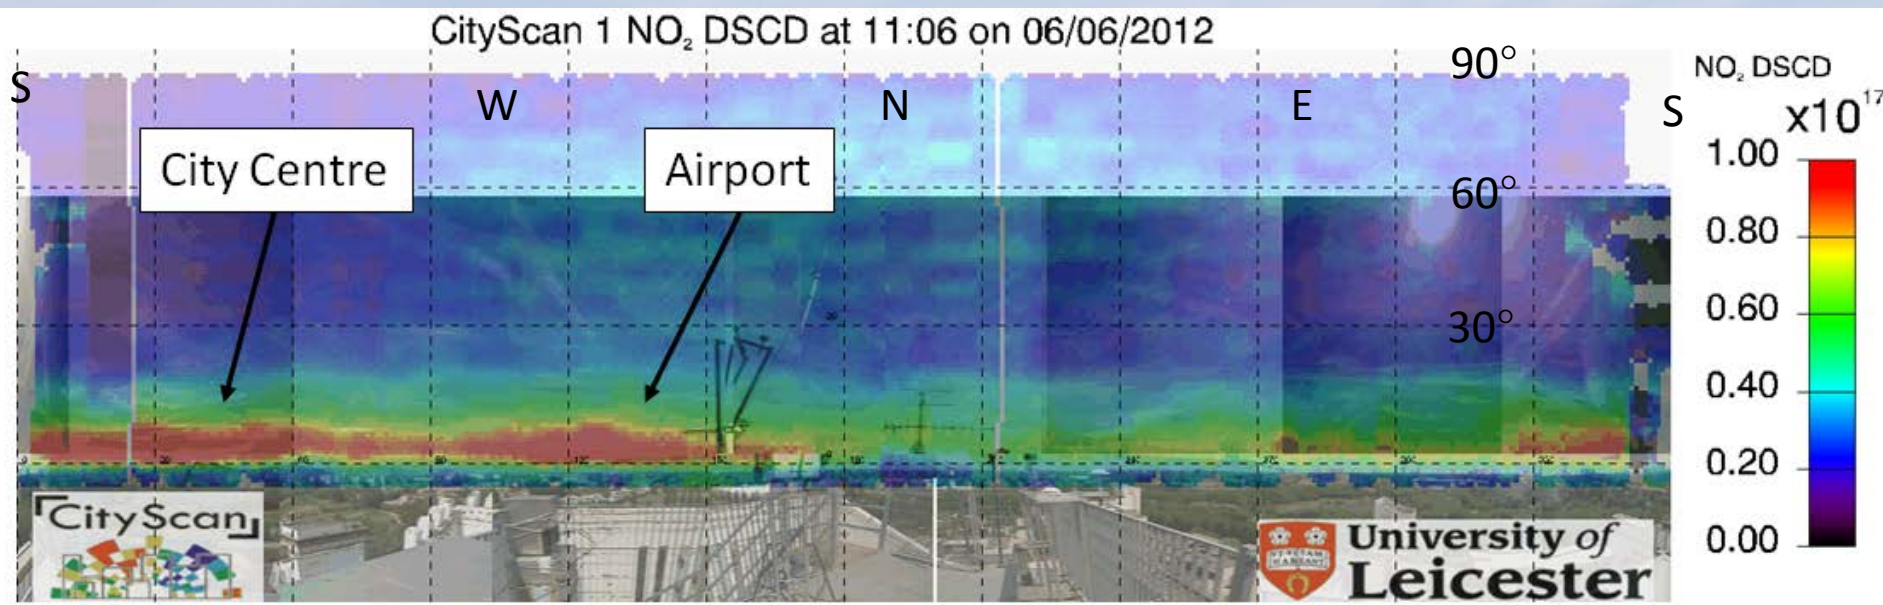 CityScan 1 NO₂ DSCD at 11:06 on 06/06/2012
S
W
N
E
S
90°
60°
30°
City Centre
Airport
NO₂ DSCD
x10¹⁷
1.00
0.80
0.60
0.40
0.20
0.00
CityScan
University of
Leicester